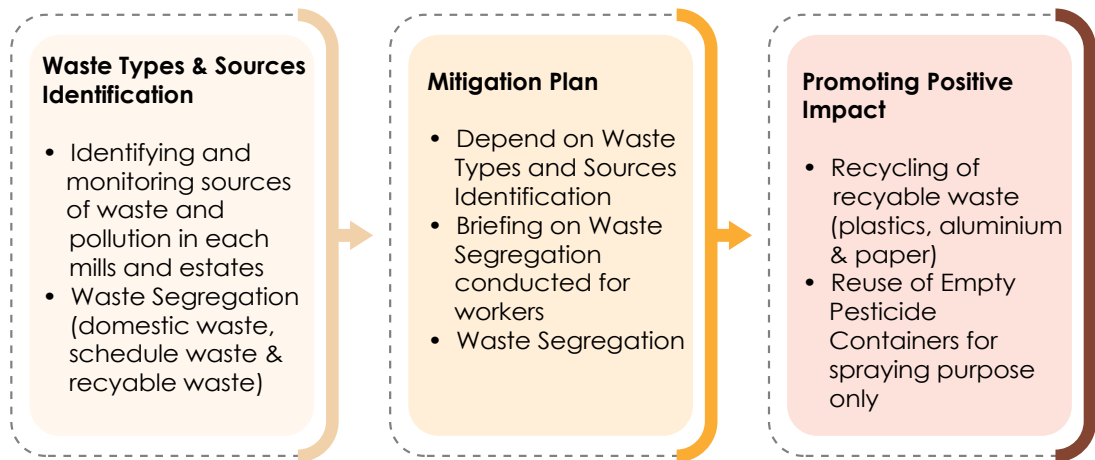 Waste Types & Sources
Identification
• Identifying and
monitoring sources
of waste and
pollution in each
mills and estates
• Waste Segregation
(domestic waste,
schedule waste &
recyable waste)
Mitigation Plan
• Depend on Waste
Types and Sources
Identification
• Briefing on Waste
Segregation
conducted for
workers
• Waste Segregation
Promoting Positive
Impact
• Recycling of
recyable waste
(plastics, aluminium
& paper)
• Reuse of Empty
Pesticide
Containers for
spraying purpose
only